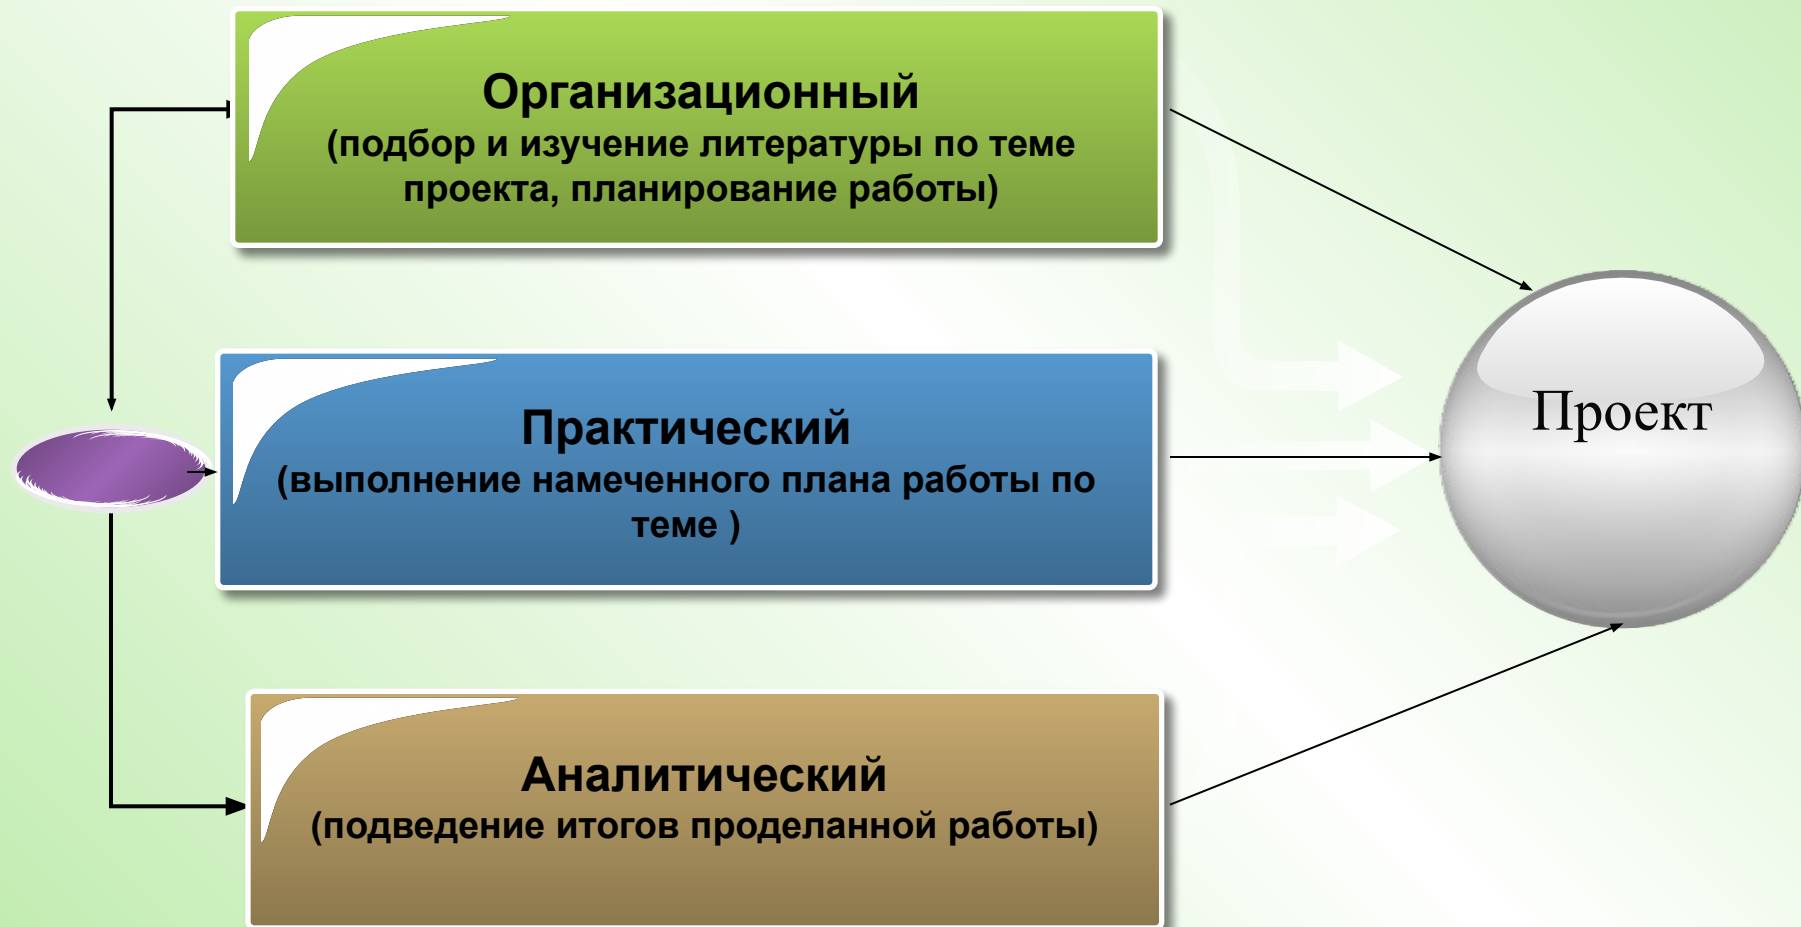 Организационный
(подбор и изучение литературы по теме
проекта, планирование работы)
Практический
(выполнение намеченного плана работы по
теме )
Проект
Аналитический
(подведение итогов проделанной работы)